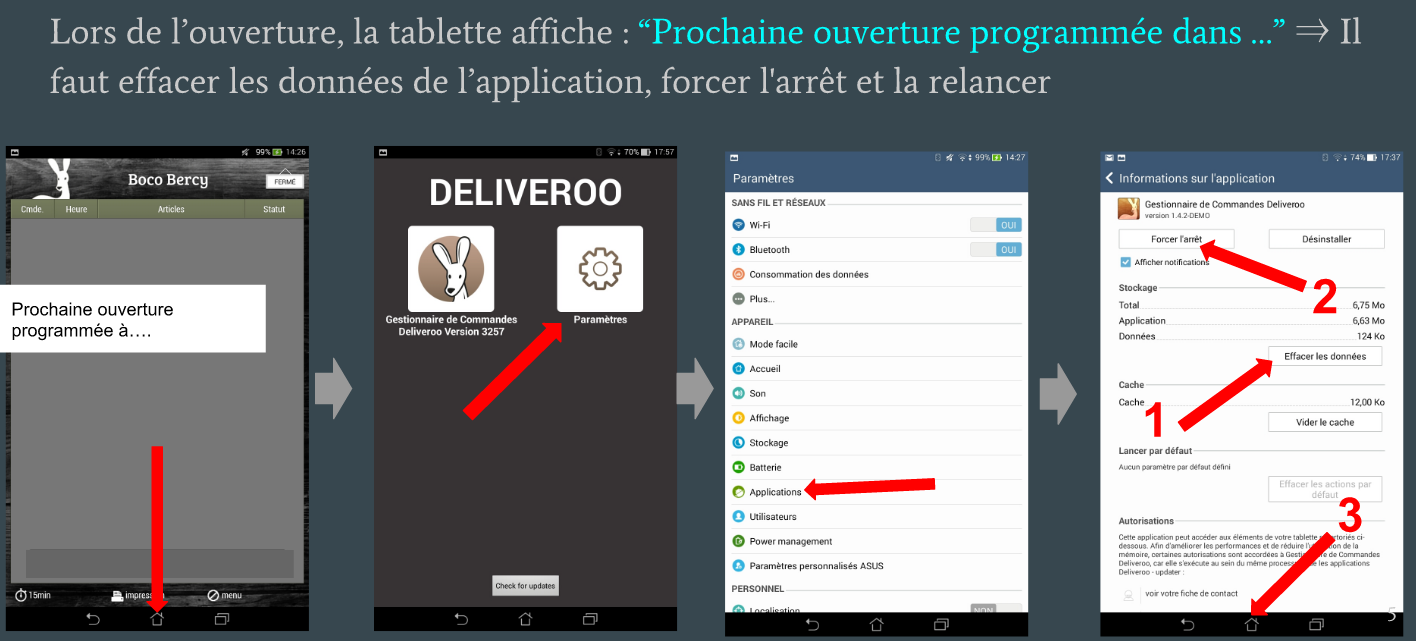 Lors de l’ouverture, la tablette affiche : “Prochaine ouverture programmée dans ...” ⇒ Il
faut effacer les données de l’application, forcer l'arrêt et la relancer
99% 14:26
Boco Bercy
FERMÉ
Cmde. Heure Articles Statut
Prochaine ouverture
programmée à….
15min
menu
70% 17:57
DELIVEROO
Gestionnaire de Commandes
Deliveroo Version 3257
Paramètres
Check for updates
99% 14:27
Paramètres
SANS FIL ET RÉSEAUX
Wi-Fi OUI
Bluetooth OUI
Consommation des données
Plus...
APPAREIL
Mode facile
Accueil
Son
Affichage
Stockage
Batterie
Applications
Utilisateurs
Power management
Paramètres personnalisés ASUS
PERSONNEL
Localisation NON
74% 17:37
Informations sur l'application
Gestionnaire de Commandes Deliveroo
version 1.4.2-DEMO
Forcer l'arrêt Désinstaller
Afficher notifications
2
Stockage
Total 6,75 Mo
Application 6,63 Mo
Données 124 Ko
Effacer les données
Cache
Cache 12,00 Ko
1
Vider le cache
Lancer par défaut
Aucun paramètre par défaut défini
Effacer les actions par
défaut
3
Autorisations
Cette application peut accéder aux éléments de votre tablette ci-
dessous. Afin d'améliorer les performances et de réduire de la
mémoire, certaines autorisations sont accordées à de Commandes
Deliveroo, car elle s'exécute au sein du même les applications
Deliveroo - updater :
voir votre fiche de contact
5